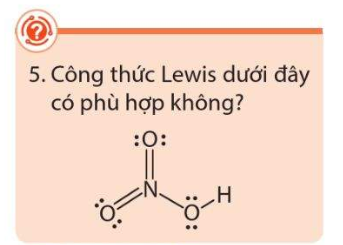 ?
5. Công thức Lewis dưới đây
có phù hợp không?
:O:
N
H
O
O